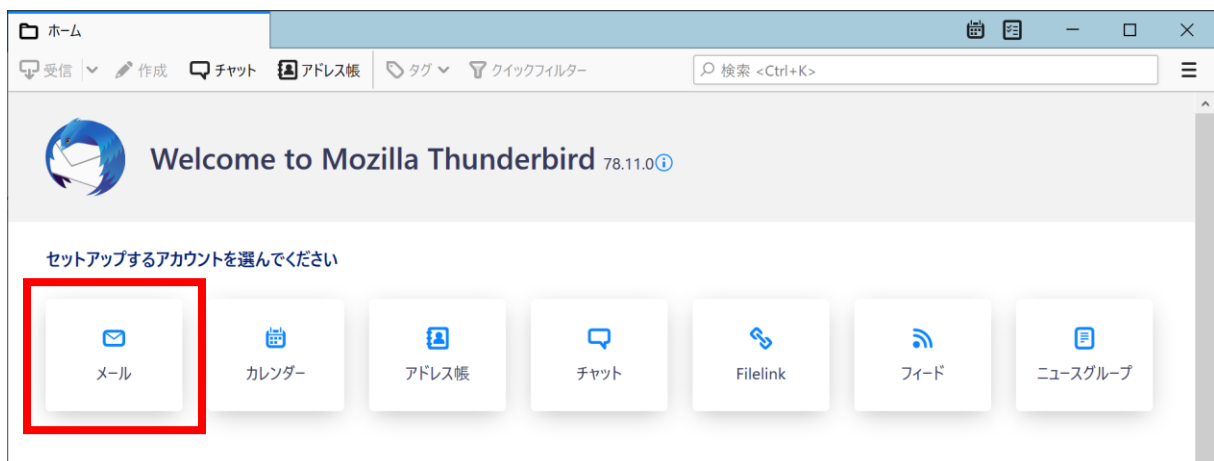 ホーム
受信 作成 チャット アドレス帳 タグ クイックフィルター 検索 <Ctrl+K>
Welcome to Mozilla Thunderbird 78.11.0
セットアップするアカウントを選んでください
メール カレンダー アドレス帳 チャット Filelink フィード ニュースグループ